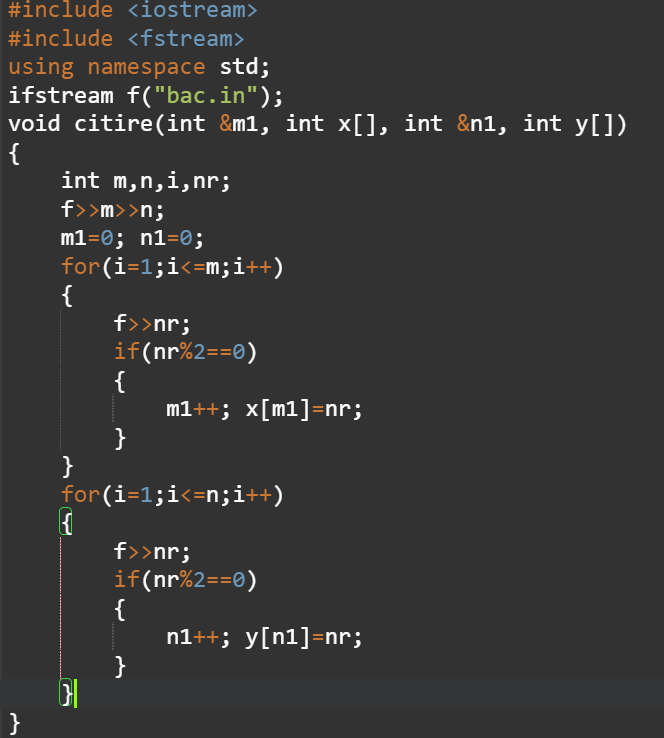 #include <iostream>
#include <fstream>
using namespace std;
ifstream f("bac.in");
void citire(int &m1, int x[], int &n1, int y[])
{
    int m,n,i,nr;
    f>>m>>n;
    m1=0; n1=0;
    for(i=1;i<=m;i++)
    {
        f>>nr;
        if(nr%2==0)
        {
            m1++; x[m1]=nr;
        }
    }
    for(i=1;i<=n;i++)
    {
        f>>nr;
        if(nr%2==0)
        {
            n1++; y[n1]=nr;
        }
    }
}